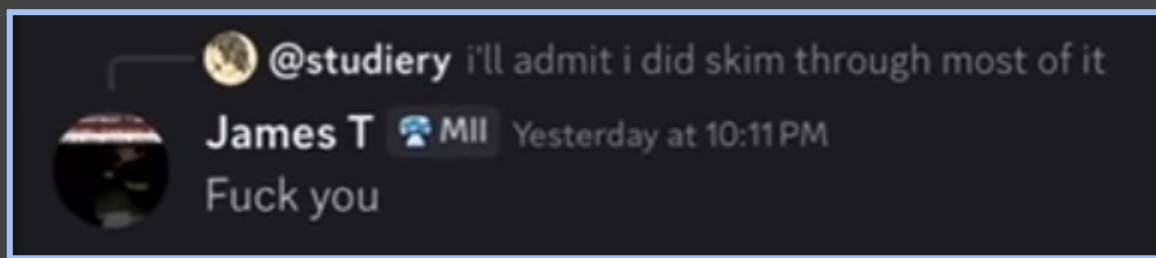 @studiery i'll admit i did skim through most of it
James T MII Yesterday at 10:11 PM
Fuck you